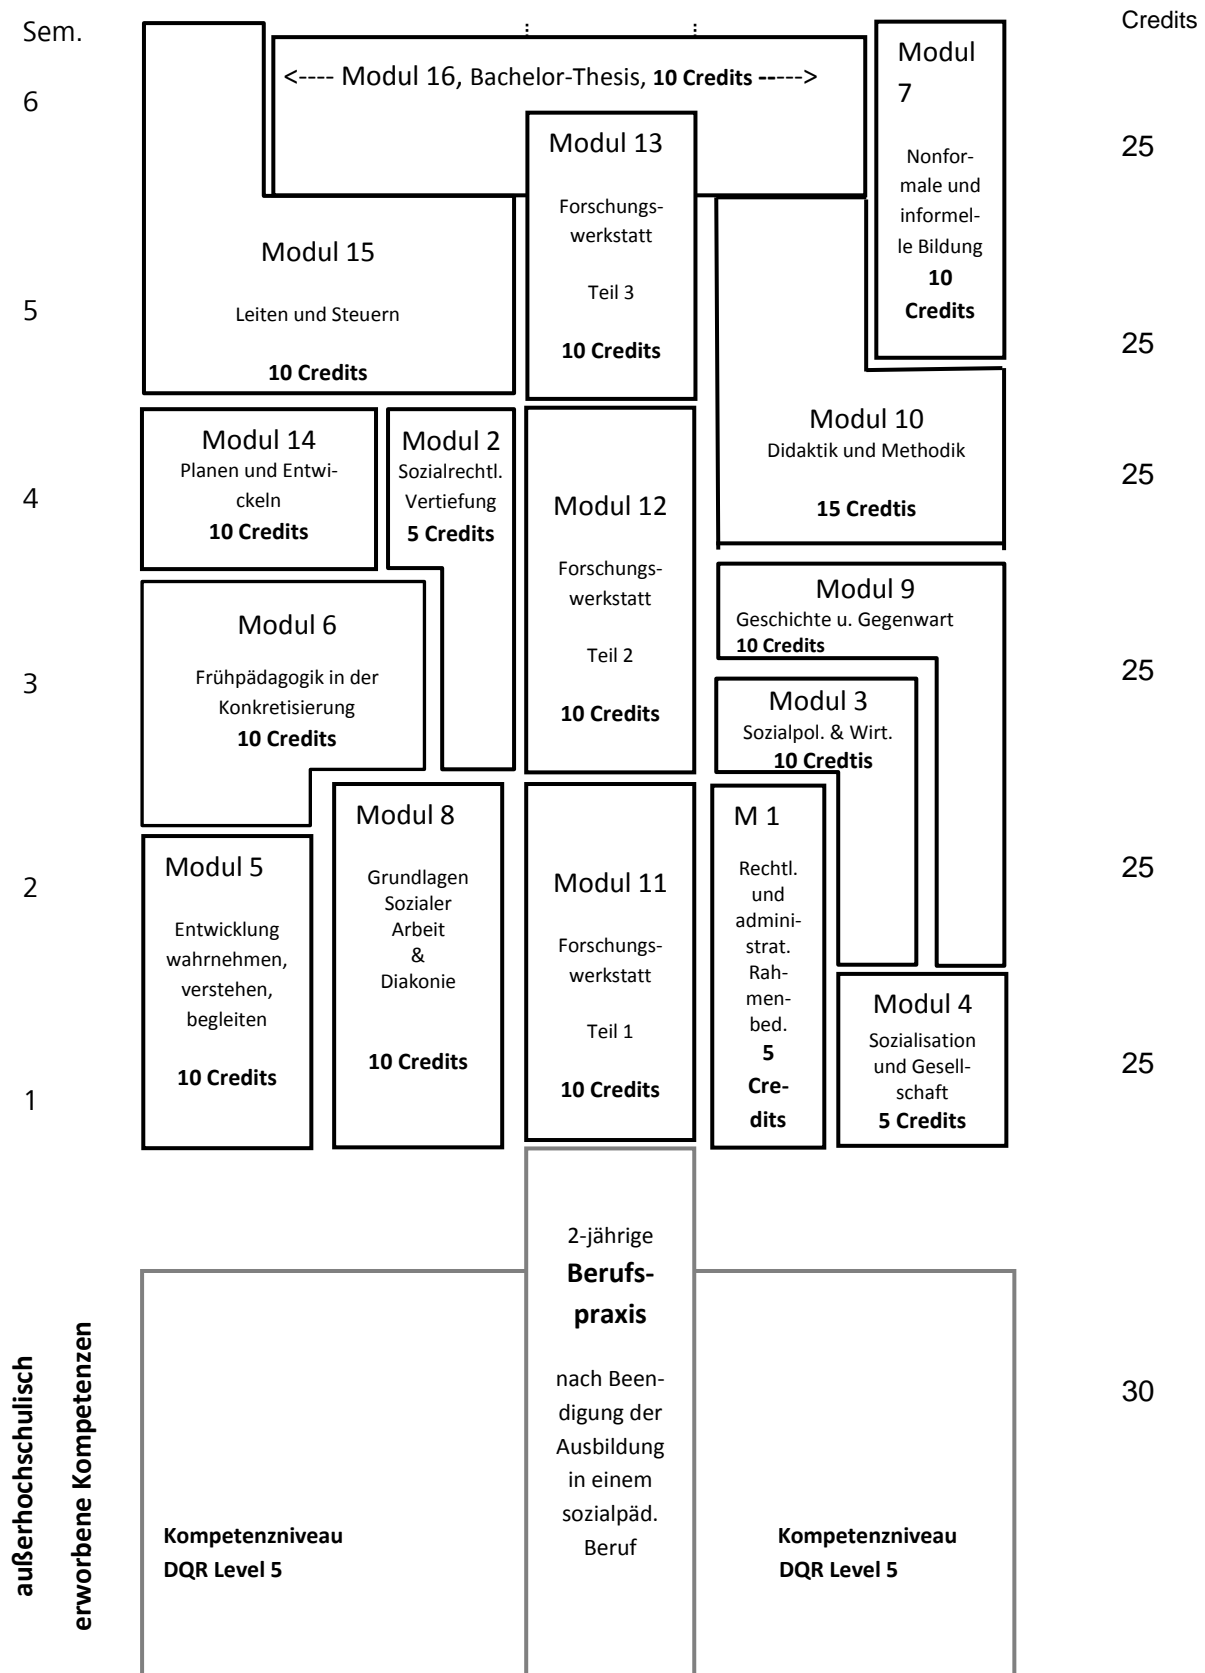 Sem.
Credits
6
<---- Modul 16, Bachelor-Thesis, 10 Credits ----->
Modul
7
Nonfor-
male und
informel-
le Bildung
10
Credits
25
Modul 13
Forschungs-
werkstatt
Teil 3
10 Credits
5
Modul 15
Leiten und Steuern
10 Credits
25
Modul 10
Didaktik und Methodik
15 Credtis
4
Modul 14
Planen und Entwi-
ckeln
10 Credits
Modul 2
Sozialrechtl.
Vertiefung
5 Credits
Modul 12
Forschungs-
werkstatt
Teil 2
10 Credits
25
Modul 9
Geschichte u. Gegenwart
10 Credits
3
Modul 6
Frühpädagogik in der
Konkretisierung
10 Credits
Modul 3
Sozialpol. & Wirt.
10 Credtis
25
2
Modul 5
Entwicklung
wahrnehmen,
verstehen,
begleiten
10 Credits
Modul 8
Grundlagen
Sozialer
Arbeit
&
Diakonie
10 Credits
Modul 11
Forschungs-
werkstatt
Teil 1
10 Credits
M 1
Rechtl.
und
admini-
strat.
Rah-
men-
bed.
5
Cre-
dits
25
1
Modul 4
Sozialisation
und Gesell-
schaft
5 Credits
25
außerhochschulisch
erworbene Kompetenzen
Kompetenzniveau
DQR Level 5
2-jährige
Berufs-
praxis
nach Been-
digung der
Ausbildung
in einem
sozialpäd.
Beruf
Kompetenzniveau
DQR Level 5
30